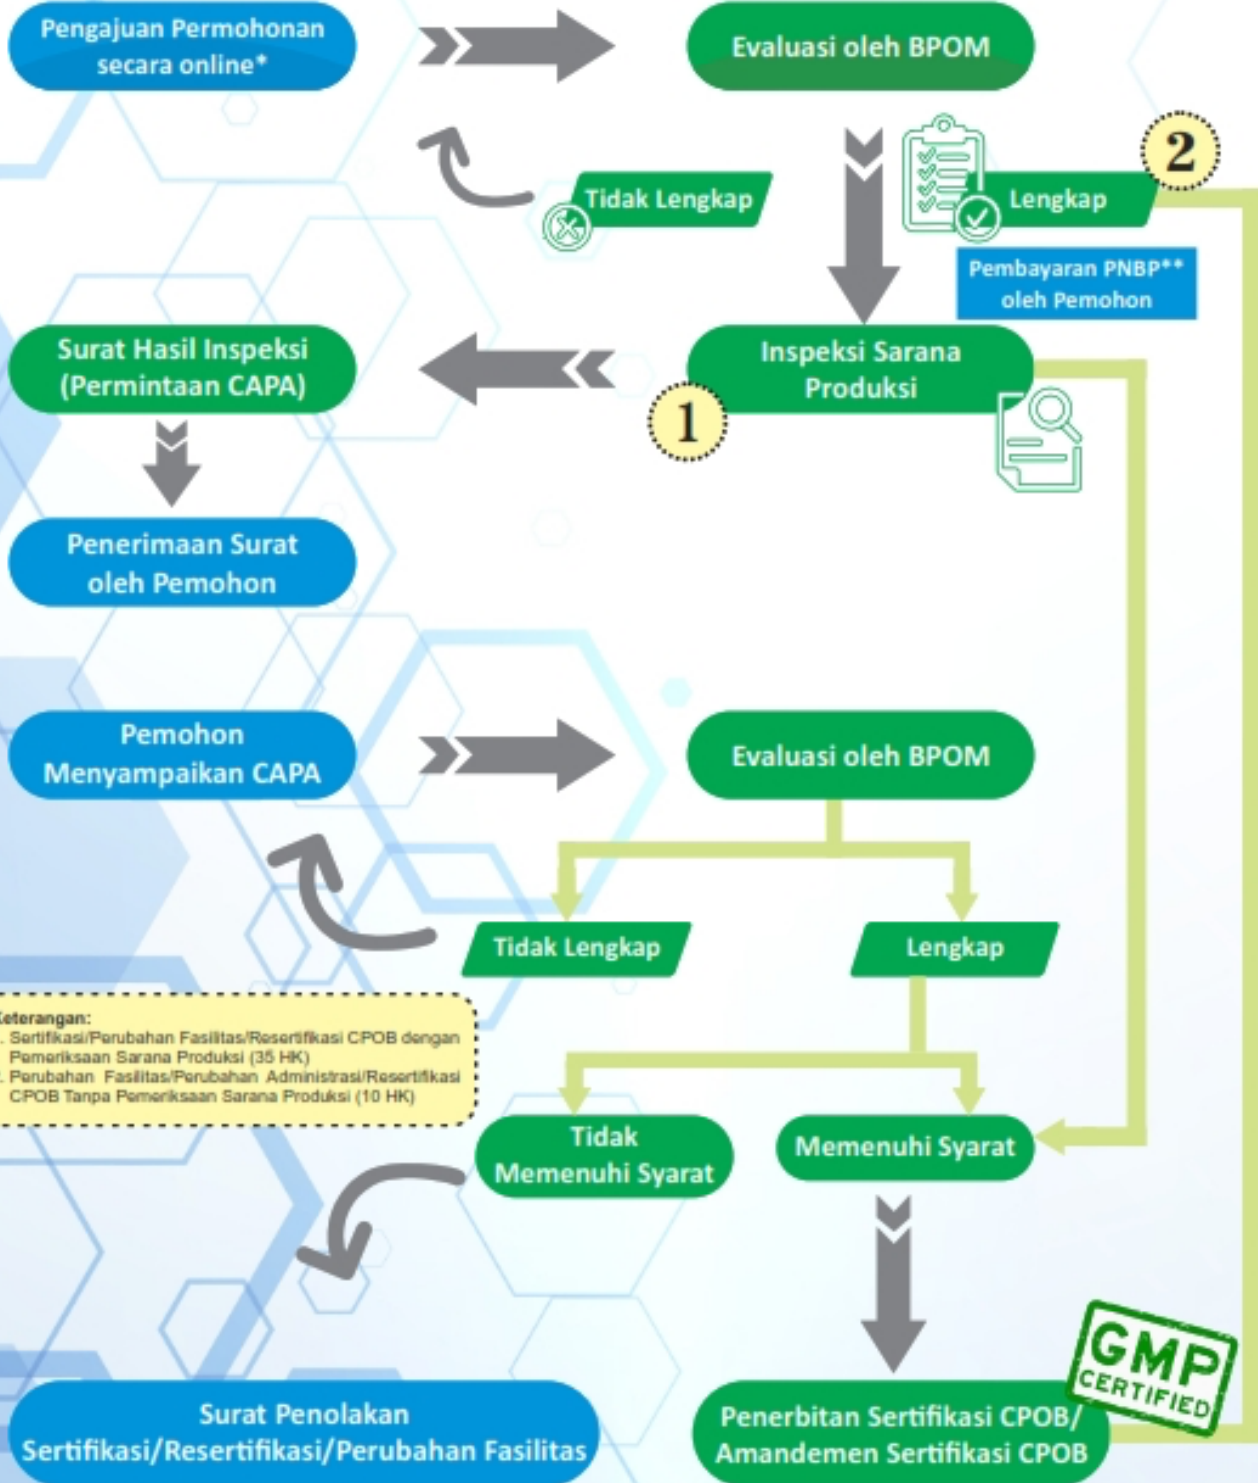 Pengajuan Permohonan
secara online*
Evaluasi oleh BPOM
Tidak Lengkap
Lengkap
2
Pembayaran PNBP**
oleh Pemohon
Surat Hasil Inspeksi
(Permintaan CAPA)
Inspeksi Sarana
Produksi
1
Penerimaan Surat
oleh Pemohon
Pemohon
Menyampaikan CAPA
Evaluasi oleh BPOM
Tidak Lengkap
Lengkap
Keterangan:
. Sertifikasi/Perubahan Fasilitas/Resertifikasi CPOB dengan
Pemeriksaan Sarana Produksi (35 HK)
. Perubahan Fasilitas/Perubahan Administrasi/Resertifikasi
CPOB Tanpa Pemeriksaan Sarana Produksi (10 HK)
Tidak
Memenuhi Syarat
Memenuhi Syarat
GMP
CERTIFIED
Surat Penolakan
Sertifikasi/Resertifikasi/Perubahan Fasilitas
Penerbitan Sertifikasi CPOB/
Amandemen Sertifikasi CPOB